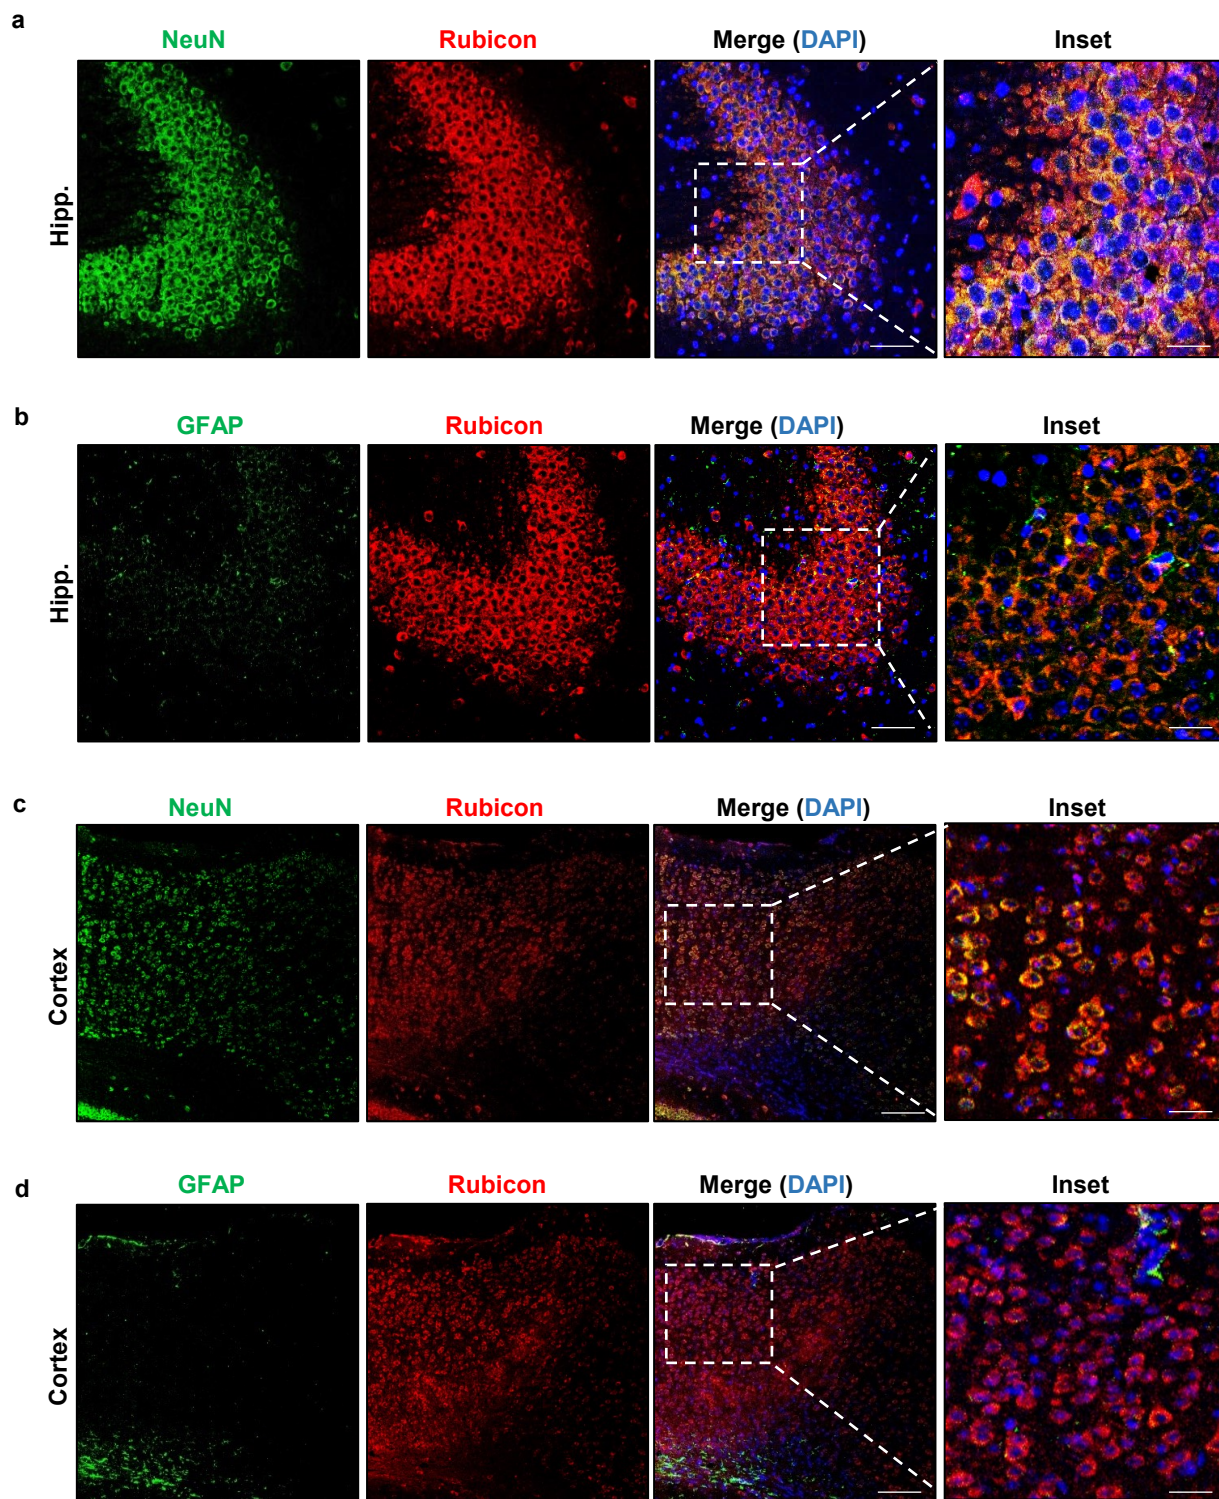 a
NeuN Rubicon Merge (DAPI) Inset
Hipp.
b
GFAP Rubicon Merge (DAPI) Inset
Hipp.
c
NeuN Rubicon Merge (DAPI) Inset
Cortex
d
GFAP Rubicon Merge (DAPI) Inset
Cortex